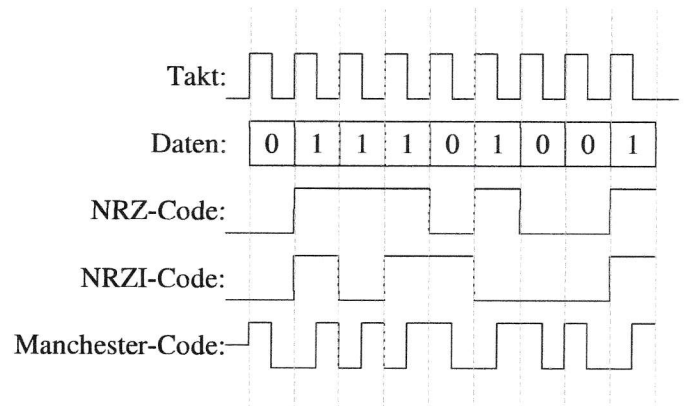 Takt:
Daten: 0 1 1 1 0 1 0 0 1
NRZ-Code:
NRZI-Code:
Manchester-Code: